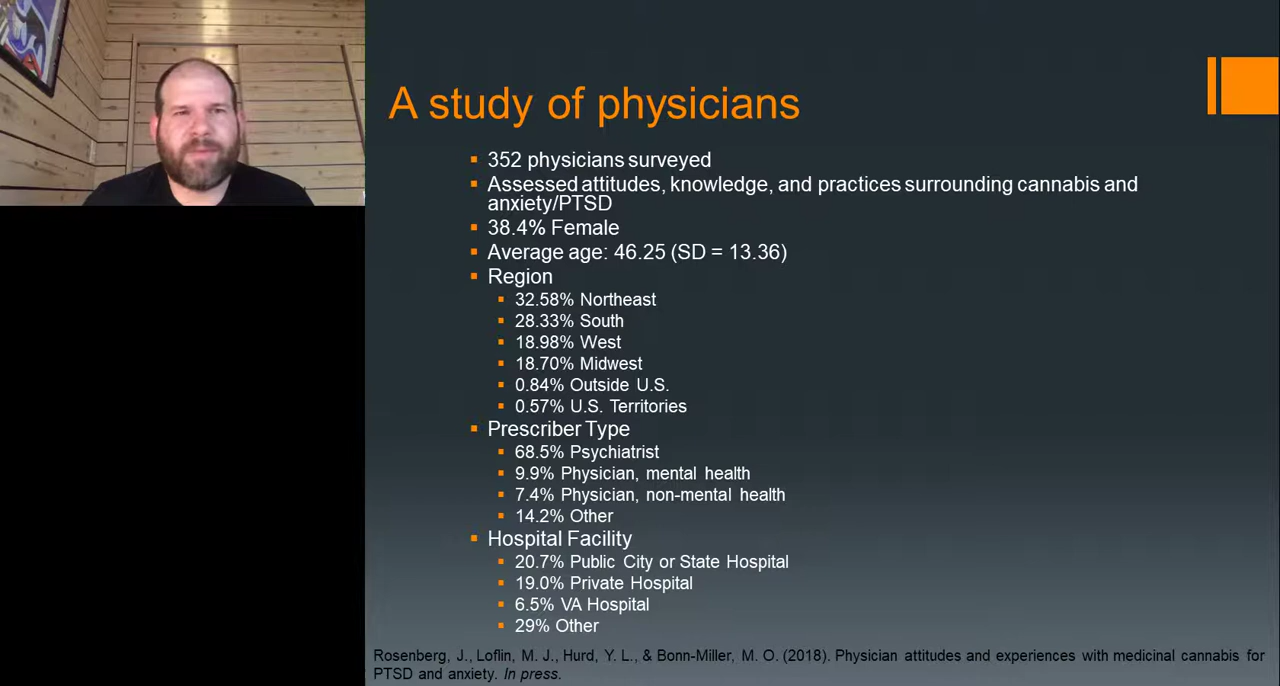 A study of physicians
352 physicians surveyed
Assessed attitudes, knowledge, and practices surrounding cannabis and
anxiety/PTSD
38.4% Female
Average age: 46.25 (SD = 13.36)
Region
32.58% Northeast
28.33% South
18.98% West
18.70% Midwest
0.84% Outside U.S.
0.57% U.S. Territories
Prescriber Type
68.5% Psychiatrist
9.9% Physician, mental health
7.4% Physician, non-mental health
14.2% Other
Hospital Facility
20.7% Public City or State Hospital
19.0% Private Hospital
6.5% VA Hospital
29% Other
Rosenberg, J., Loflin, M. J., Hurd, Y. L., & Bonn-Miller, M. O. (2018). Physician attitudes and experiences with medicinal cannabis for
PTSD and anxiety. In press.